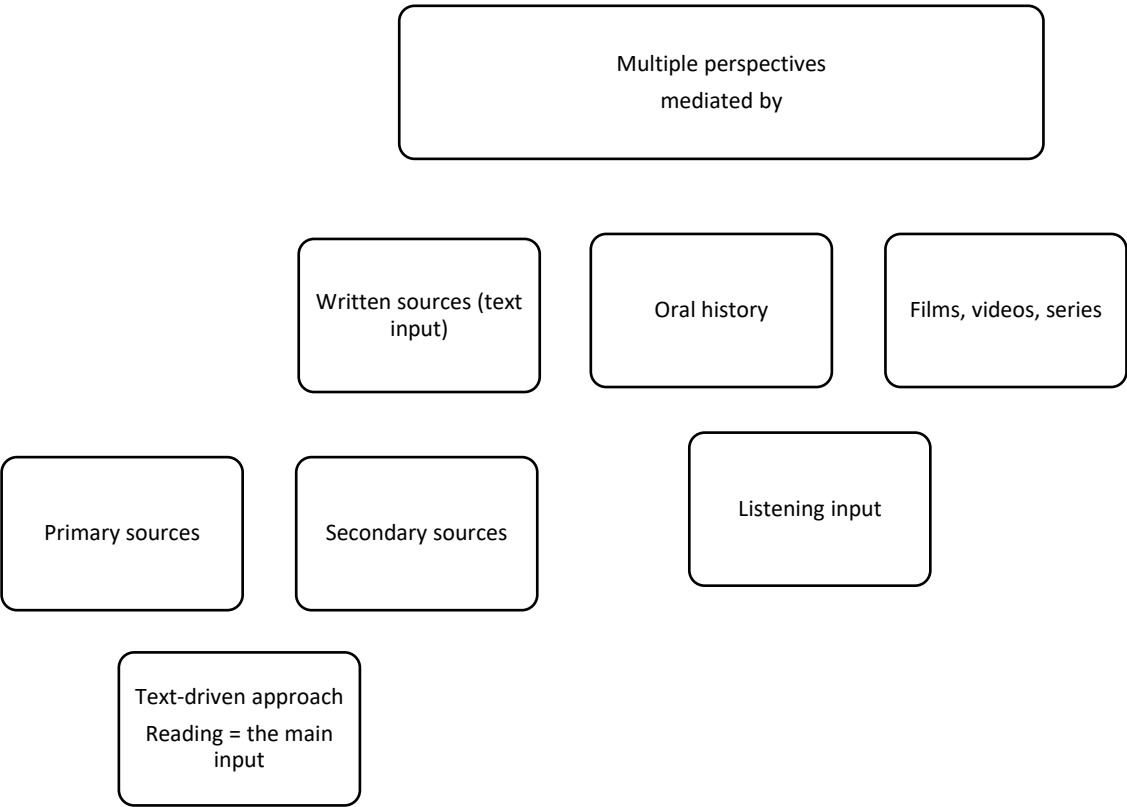 Multiple perspectives
mediated by
Written sources (text
input)
Oral history
Films, videos, series
Primary sources
Secondary sources
Listening input
Text-driven approach
Reading = the main
input